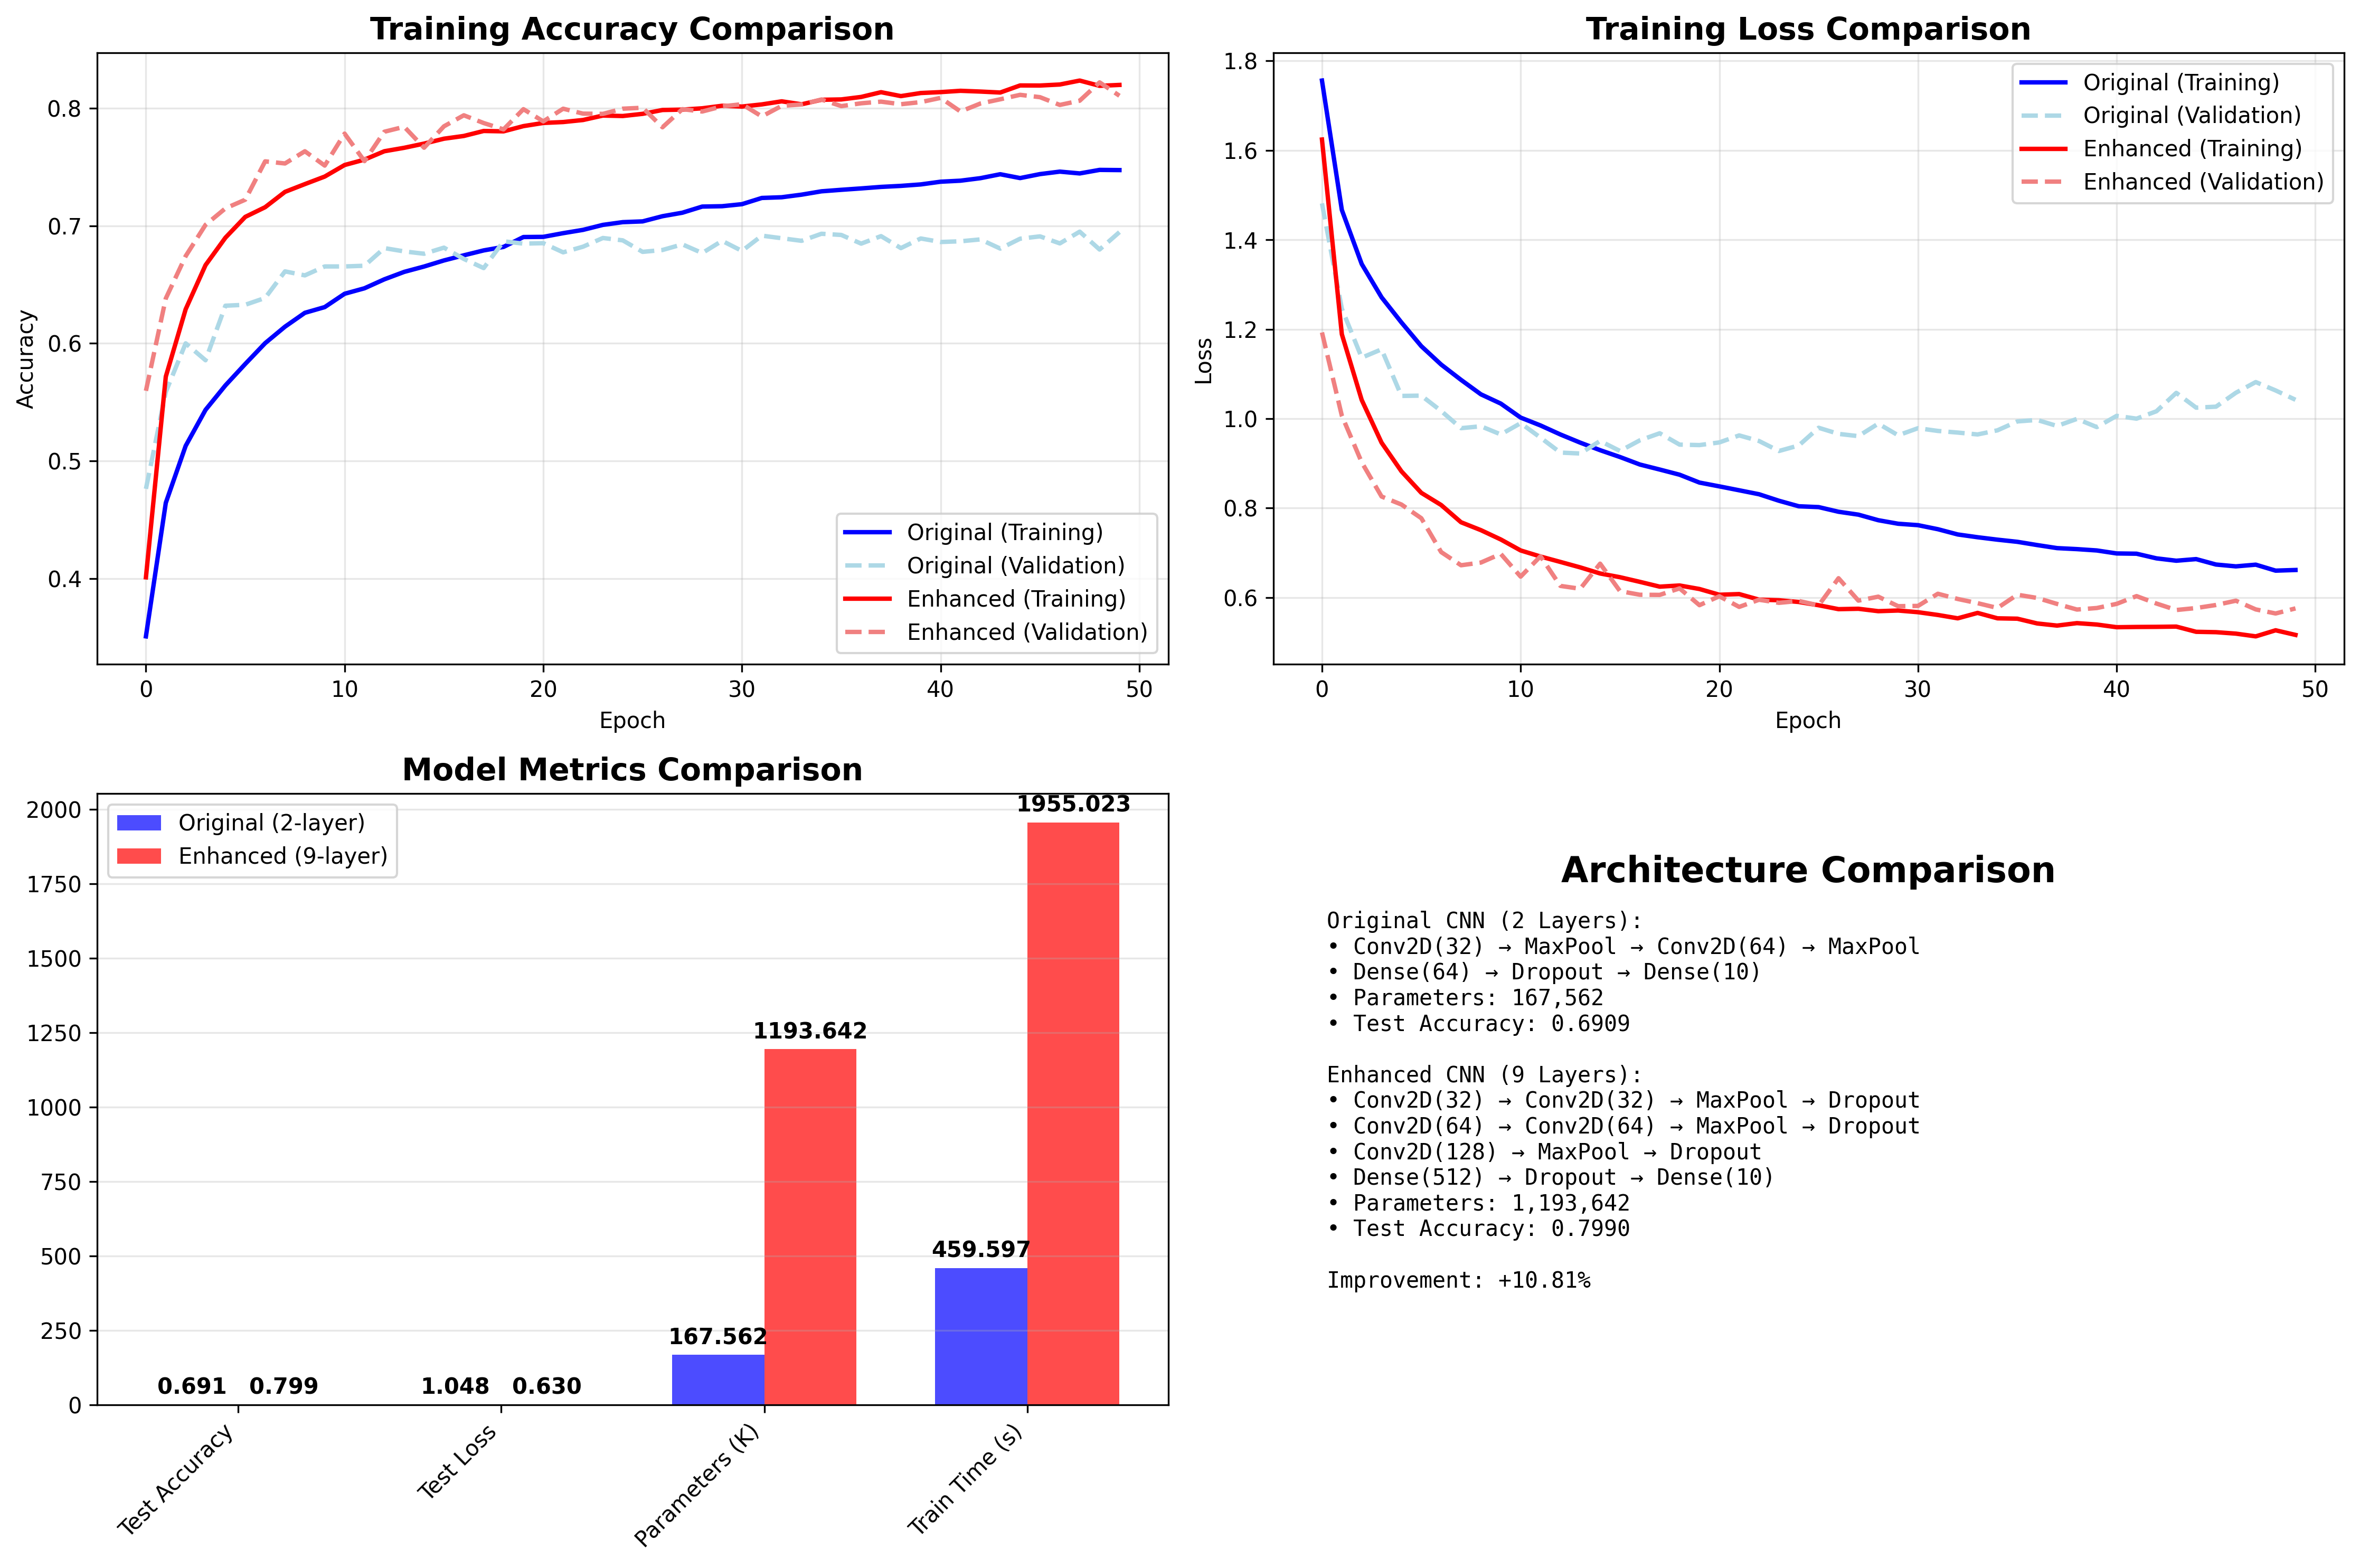 Training Accuracy Comparison
Accuracy
0.8
0.7
0.6
0.5
0.4
Original (Training)
Original (Validation)
Enhanced (Training)
Enhanced (Validation)
0 10 20 30 40 50
Epoch
Training Loss Comparison
Loss
1.8
1.6
1.4
1.2
1.0
0.8
0.6
Original (Training)
Original (Validation)
Enhanced (Training)
Enhanced (Validation)
0 10 20 30 40 50
Epoch
Model Metrics Comparison
2000
1750
1500
1250
1000
750
500
250
0
Original (2-layer)
Enhanced (9-layer)
0.691 0.799
1.048 0.630
167.562 1193.642
459.597 1955.023
Test Accuracy
Test Loss
Parameters (K)
Train Time (s)
Architecture Comparison
Original CNN (2 Layers):
• Conv2D(32) → MaxPool → Conv2D(64) → MaxPool
• Dense(64) → Dropout → Dense(10)
• Parameters: 167,562
• Test Accuracy: 0.6909
Enhanced CNN (9 Layers):
• Conv2D(32) → Conv2D(32) → MaxPool → Dropout
• Conv2D(64) → Conv2D(64) → MaxPool → Dropout
• Conv2D(128) → MaxPool → Dropout
• Dense(512) → Dropout → Dense(10)
• Parameters: 1,193,642
• Test Accuracy: 0.7990
Improvement: +10.81%